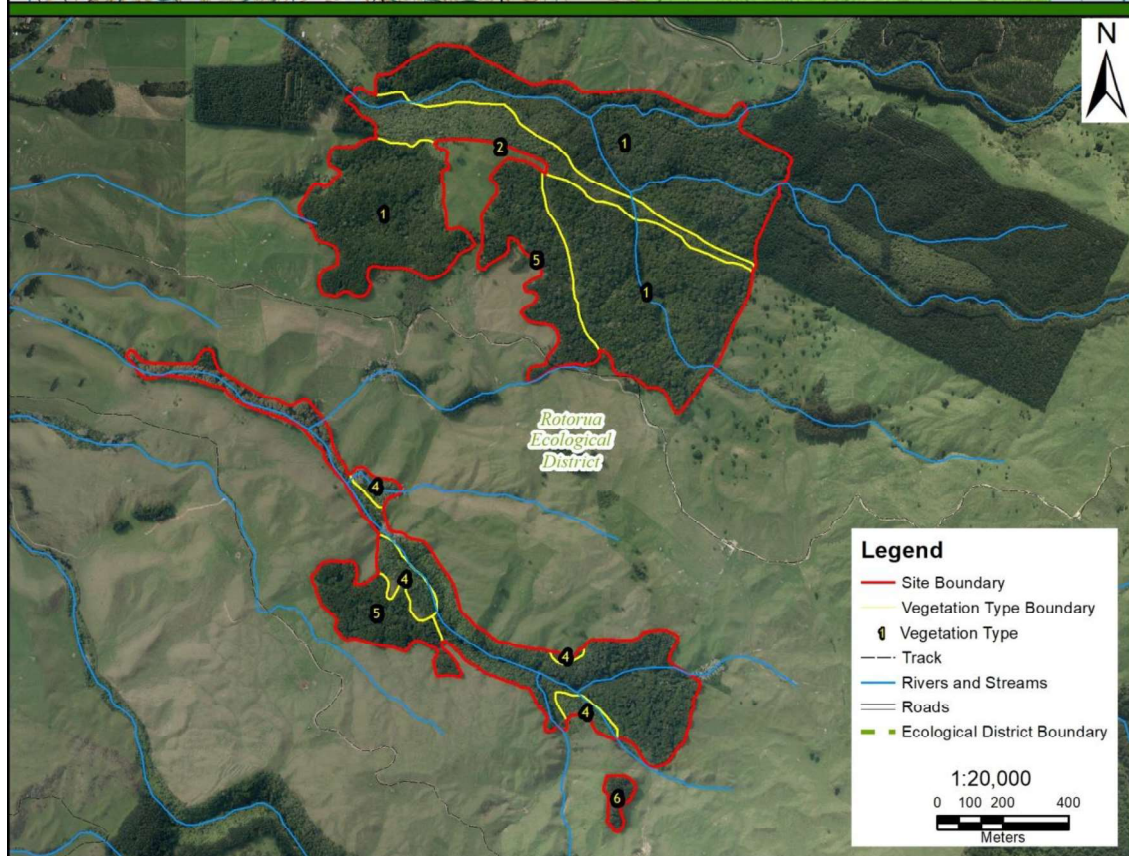 N
1
2
1
5
1
Rotorua
Ecological
District
4
4
5
4
4
6
Legend
Site Boundary
Vegetation Type Boundary
1 Vegetation Type
Track
Rivers and Streams
Roads
Ecological District Boundary
1:20,000
0 100 200 400
Meters